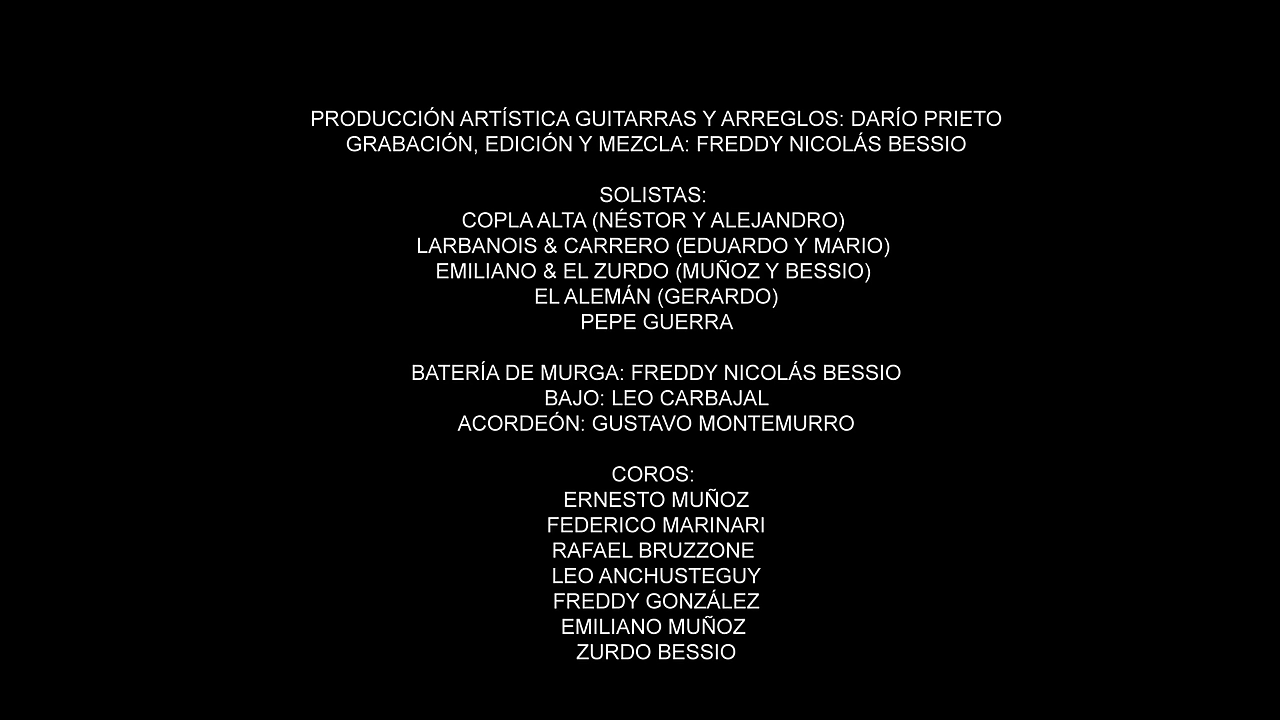 PRODUCCIÓN ARTÍSTICA GUITARRAS Y ARREGLOS: DARÍO PRIETO
GRABACIÓN, EDICIÓN Y MEZCLA: FREDDY NICOLÁS BESSIO
SOLISTAS:
COPLA ALTA (NÉSTOR Y ALEJANDRO)
LARBANOIS & CARRERO (EDUARDO Y MARIO)
EMILIANO & EL ZURDO (MUÑOZ Y BESSIO)
EL ALEMÁN (GERARDO)
PEPE GUERRA
BATERÍA DE MURGA: FREDDY NICOLÁS BESSIO
BAJO: LEO CARBAJAL
ACORDEÓN: GUSTAVO MONTEMURRO
COROS:
ERNESTO MUÑOZ
FEDERICO MARINARI
RAFAEL BRUZZONE
LEO ANCHUSTEGUY
FREDDY GONZÁLEZ
EMILIANO MUÑOZ
ZURDO BESSIO